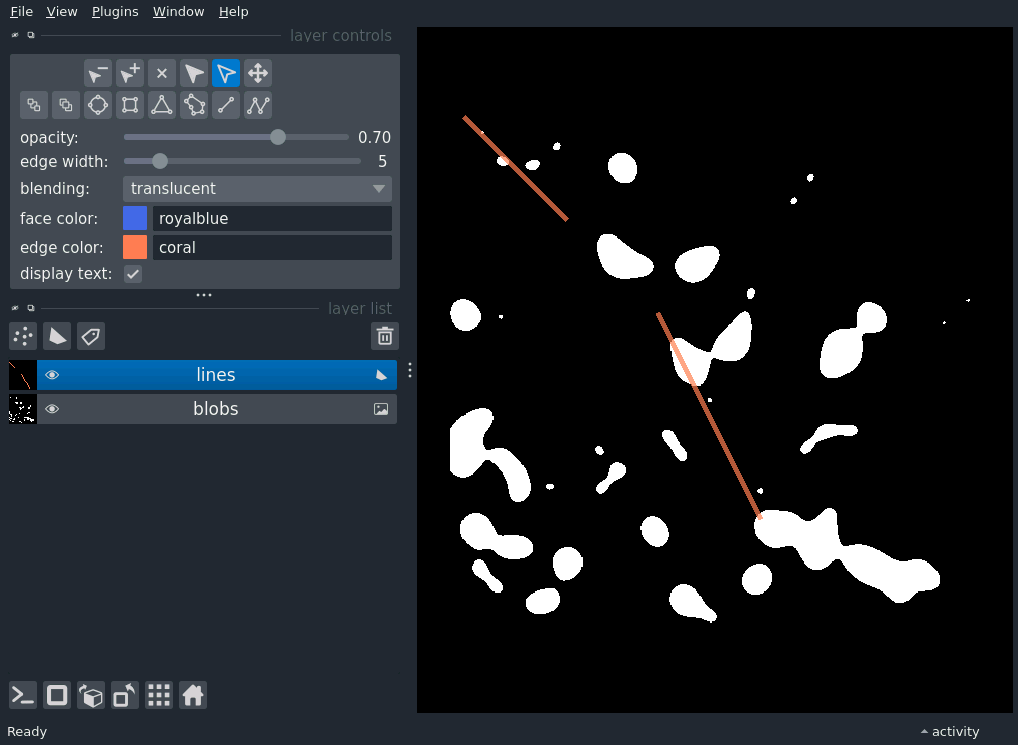 File View Plugins Window Help
layer controls
opacity: 0.70
edge width: 5
blending: translucent
face color: royalblue
edge color: coral
display text:
layer list
lines
blobs
Ready activity